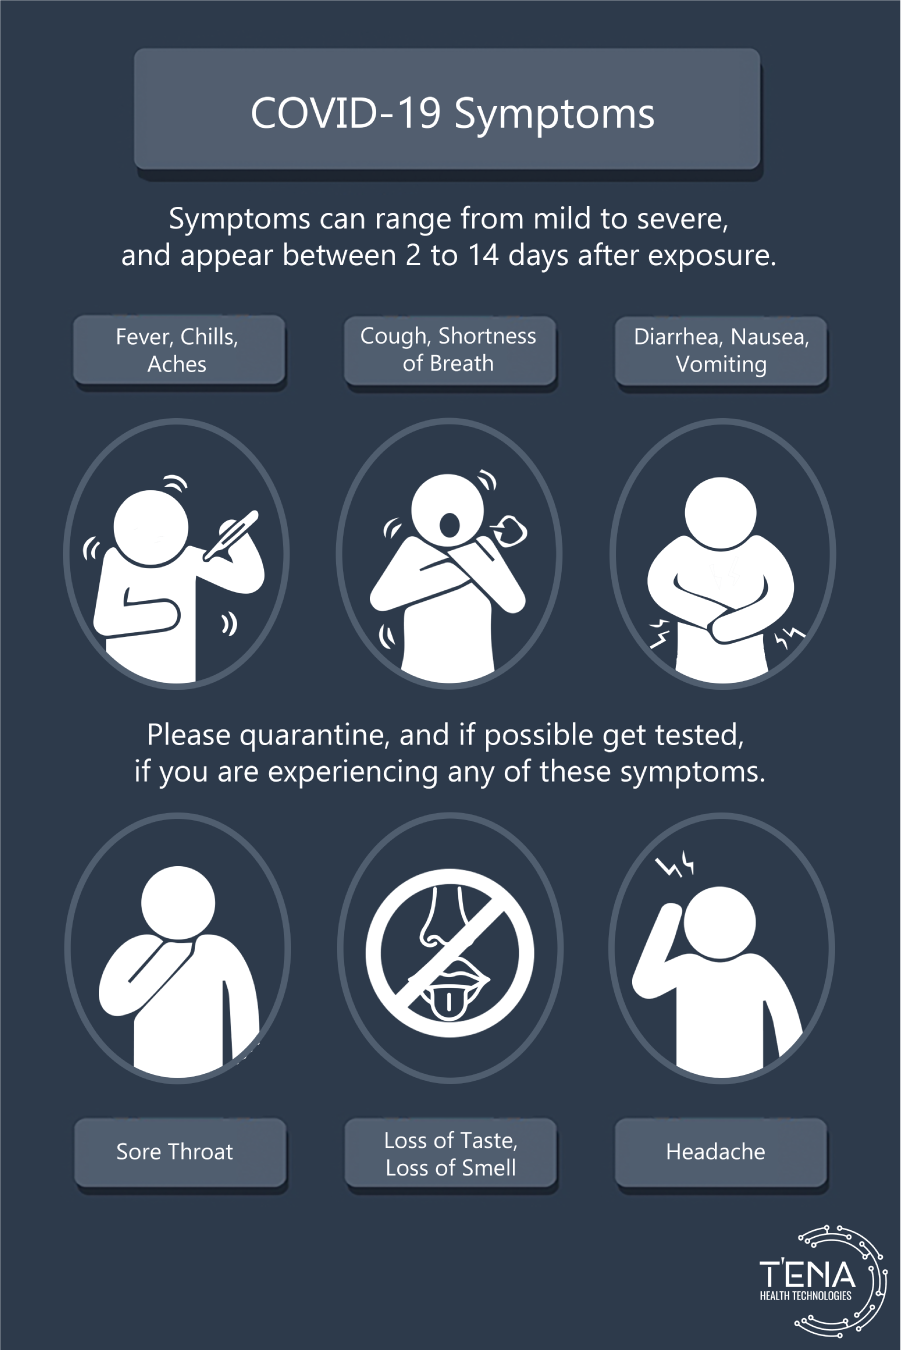 COVID-19 Symptoms
Symptoms can range from mild to severe,
and appear between 2 to 14 days after exposure.
Fever, Chills,
Aches
Cough, Shortness
of Breath
Diarrhea, Nausea,
Vomiting
Please quarantine, and if possible get tested,
if you are experiencing any of these symptoms.
Sore Throat
Loss of Taste,
Loss of Smell
Headache
T'ENA
HEALTH TECHNOLOGIES